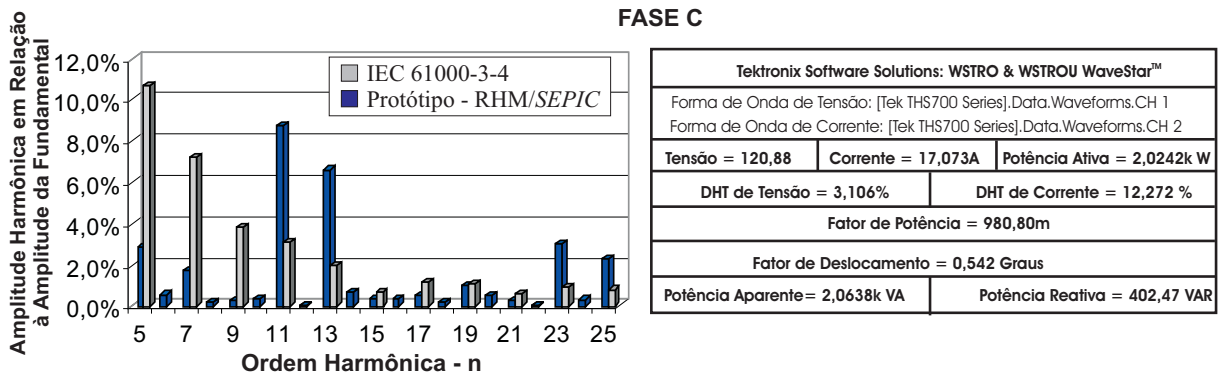 FASE C
Amplitude Harmônica em Relação
à Amplitude da Fundamental
12,0%
10,0%
8,0%
6,0%
4,0%
2,0%
0,0%
IEC 61000-3-4
Protótipo - RHM/SEPIC
5 7 9 11 13 15 17 19 21 23 25
Ordem Harmônica - n
Tektronix Software Solutions: WSTRO & WSTROU WaveStar™
Forma de Onda de Tensão: [Tek THS700 Series].Data.Waveforms.CH 1
Forma de Onda de Corrente: [Tek THS700 Series].Data.Waveforms.CH 2
Tensão = 120,88 Corrente = 17,073A Potência Ativa = 2,0242k W
DHT de Tensão = 3,106% DHT de Corrente = 12,272 %
Fator de Potência = 980,80m
Fator de Deslocamento = 0,542 Graus
Potência Aparente= 2,0638k VA Potência Reativa = 402,47 VAR